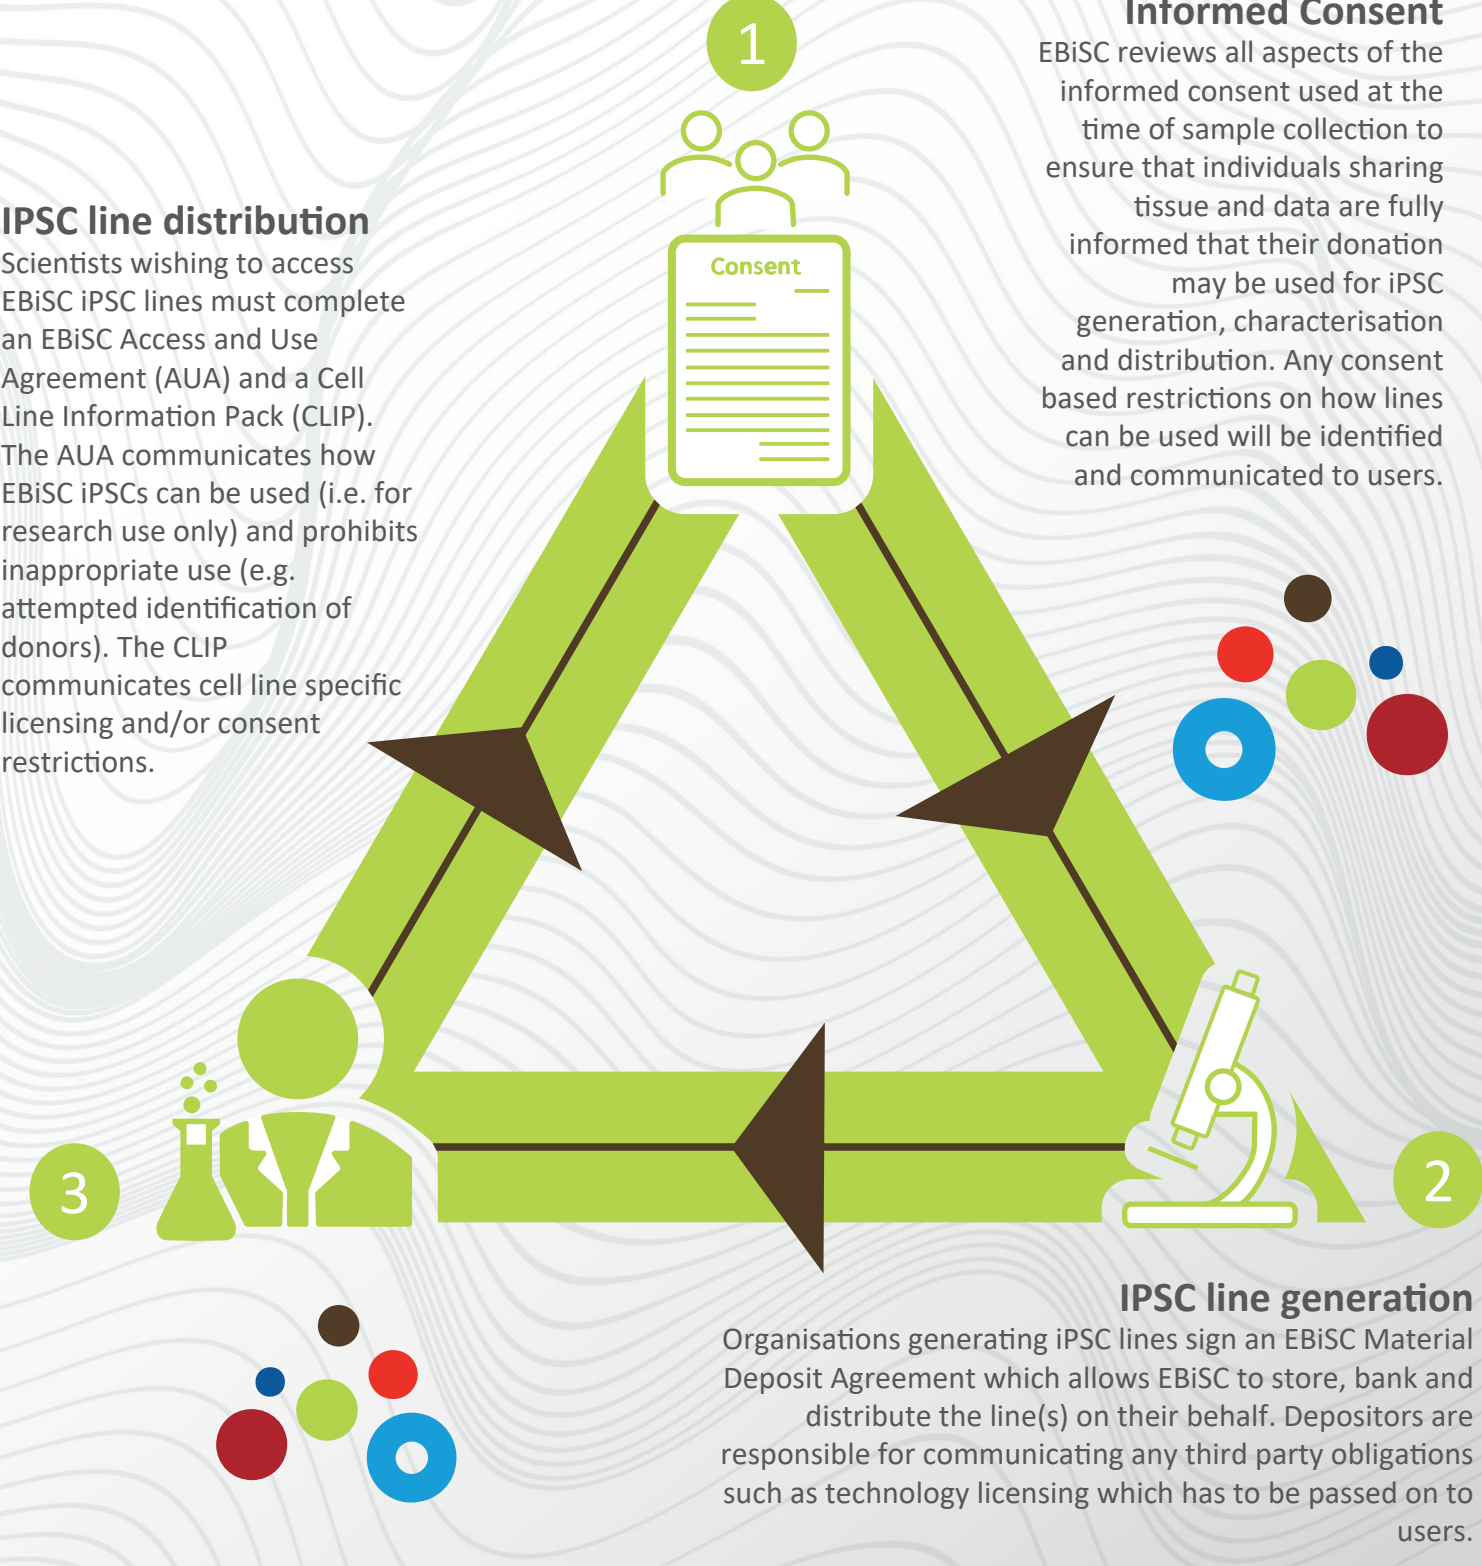 1
Informed Consent
EBiSC reviews all aspects of the
informed consent used at the
time of sample collection to
ensure that individuals sharing
tissue and data are fully
informed that their donation
may be used for iPSC
generation, characterisation
and distribution. Any consent
based restrictions on how lines
can be used will be identified
and communicated to users.
Consent
IPSC line distribution
Scientists wishing to access
EBiSC iPSC lines must complete
an EBiSC Access and Use
Agreement (AUA) and a Cell
Line Information Pack (CLIP).
The AUA communicates how
EBiSC iPSCs can be used (i.e. for
research use only) and prohibits
inappropriate use (e.g.
attempted identification of
donors). The CLIP
communicates cell line specific
licensing and/or consent
restrictions.
3
2
IPSC line generation
Organisations generating iPSC lines sign an EBiSC Material
Deposit Agreement which allows EBiSC to store, bank and
distribute the line(s) on their behalf. Depositors are
responsible for communicating any third party obligations
such as technology licensing which has to be passed on to
users.